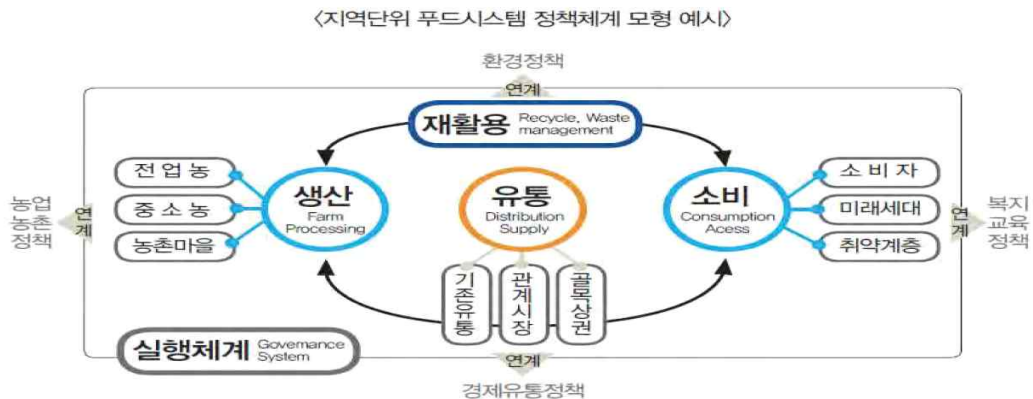 〈지역단위 푸드시스템 정책체계 모형 예시〉
환경정책
연계
재활용 Recycle, Waste
management
전업농
중소농
농촌마을
생산
Farm
Processing
유통
Distribution
Supply
소비
Consumption
Acess
소비자
미래세대
취약계층
농업
농촌
정책
연
계
연
계
복지
교육
정책
기존유통
관계시장
골목상권
실행체계 Governance
System
연계
경제유통정책